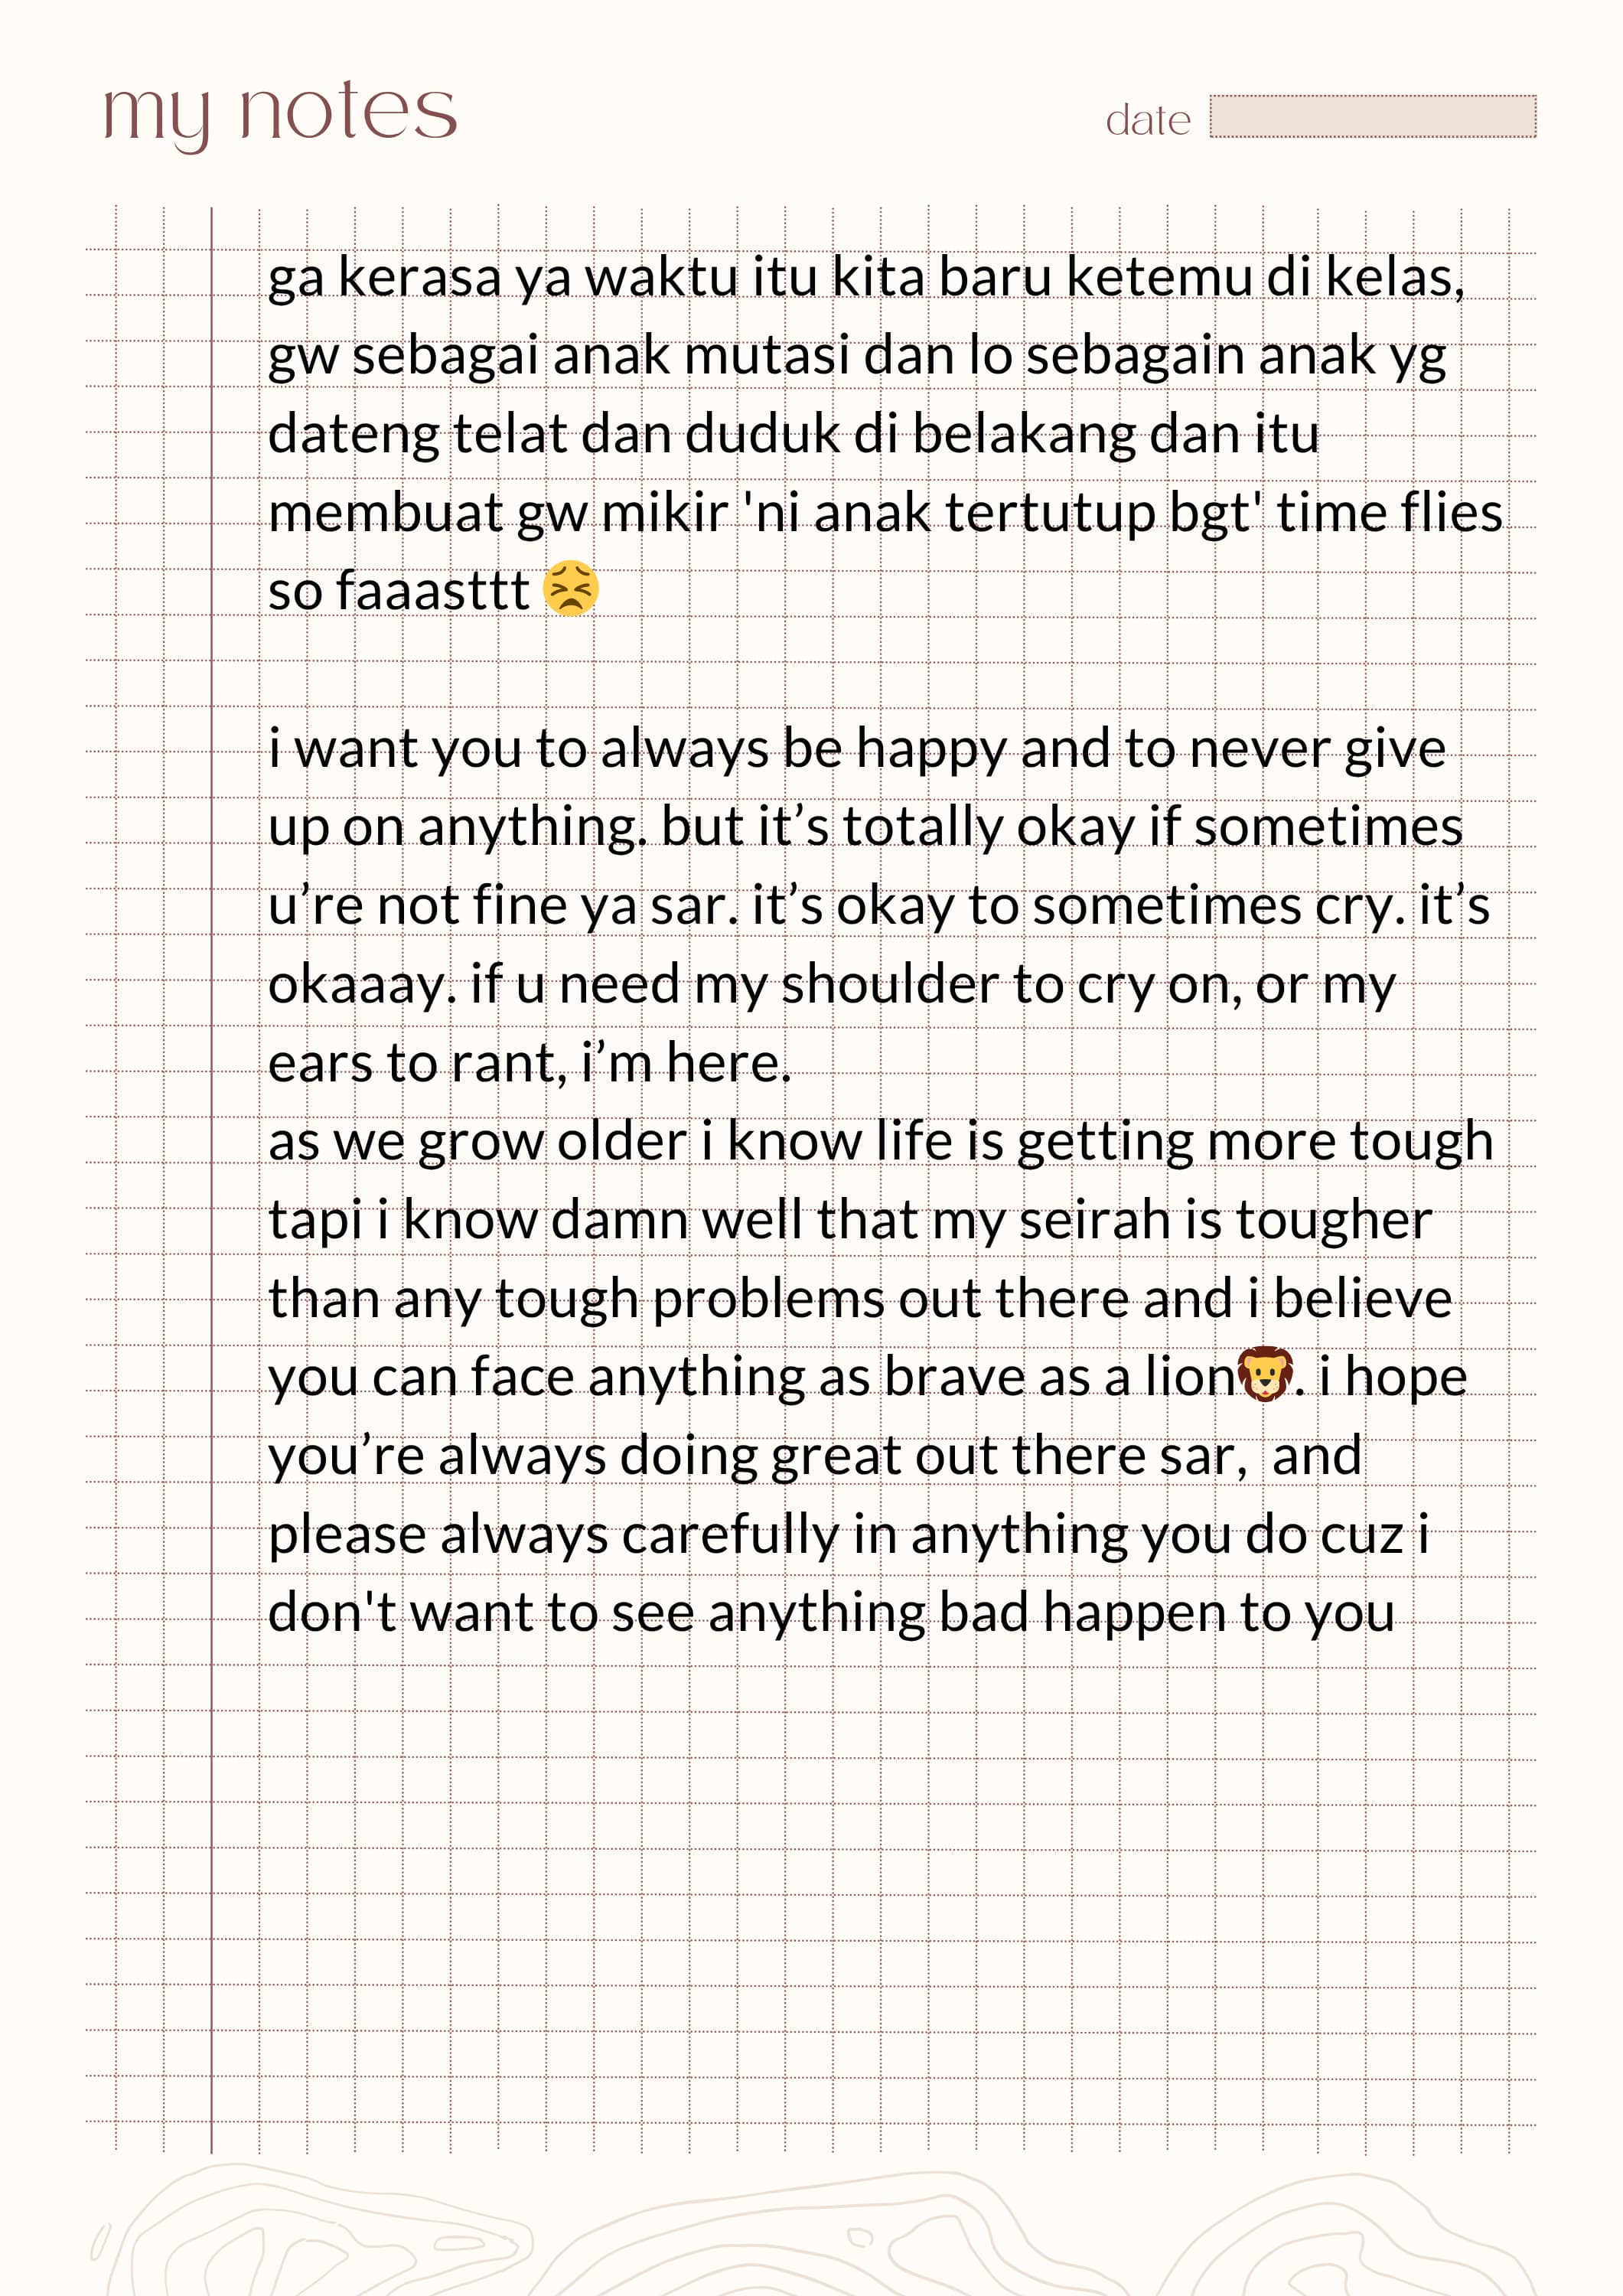 my notes
date
ga kerasa ya waktu itu kita baru ketemu di kelas,
gw sebagai anak mutasi dan lo sebagain anak yg
dateng telat dan duduk di belakang dan itu
membuat gw mikir 'ni anak tertutup bgt' time flies
so faaasttt 😣
i want you to always be happy and to never give
up on anything. but it’s totally okay if sometimes
u’re not fine ya sar. it’s okay to sometimes cry. it’s
okaaay. if u need my shoulder to cry on, or my
ears to rant, i’m here.
as we grow older i know life is getting more tough
tapi i know damn well that my seirah is tougher
than any tough problems out there and i believe
you can face anything as brave as a lion🦁. i hope
you’re always doing great out there sar,  and
please always carefully in anything you do cuz i
don't want to see anything bad happen to you